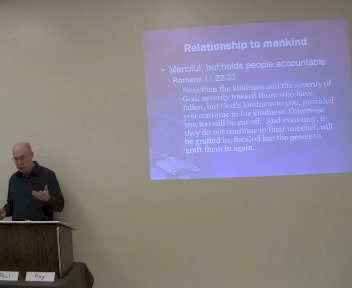 Relationship to mankind
• Merciful, but holds people accountable
Romans 11:22-23
Note then the kindness and the severity of
God: severity toward those who have
fallen, but God's kindness to you, provided
you continue in his kindness. Otherwise
you too will be cut off. And even they, if
they do not continue in their unbelief, will
be grafted in, for God has the power to
graft them in again.
Paul
Ray